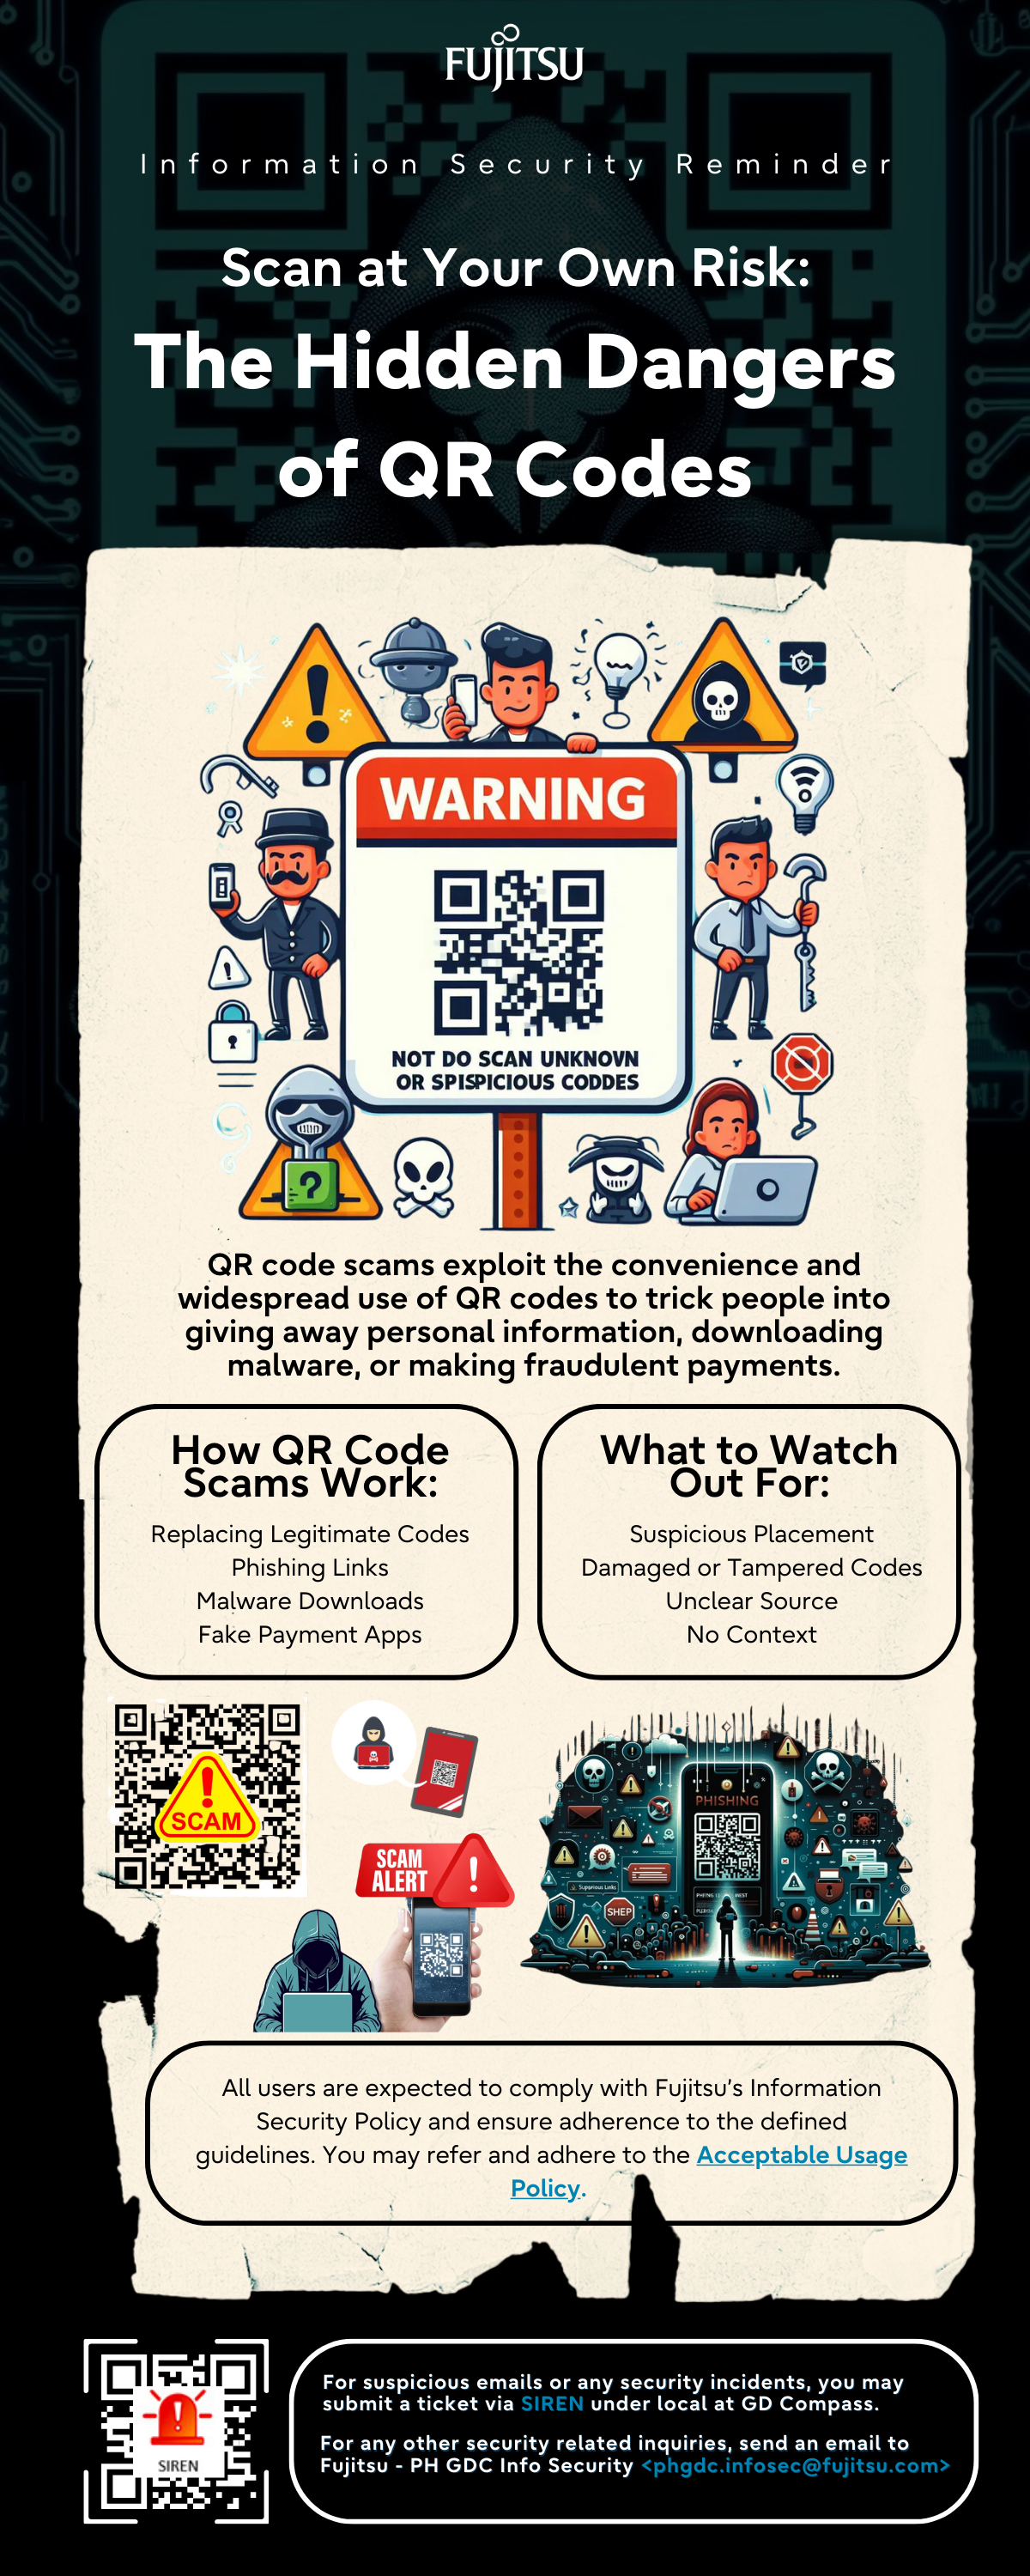 FUJITSU
Information Security Reminder
Scan at Your Own Risk:
The Hidden Dangers
of QR Codes
WARNING
NOT DO SCAN UNKNOVN
OR SPISPICIOUS CODDES
QR code scams exploit the convenience and
widespread use of QR codes to trick people into
giving away personal information, downloading
malware, or making fraudulent payments.
How QR Code
Scams Work:
Replacing Legitimate Codes
Phishing Links
Malware Downloads
Fake Payment Apps
What to Watch
Out For:
Suspicious Placement
Damaged or Tampered Codes
Unclear Source
No Context
SCAM
SCAM
ALERT
PHISHING
SHEP
All users are expected to comply with Fujitsu's Information
Security Policy and ensure adherence to the defined
guidelines. You may refer and adhere to the Acceptable Usage
Policy.
SIREN
For suspicious emails or any security incidents, you may
submit a ticket via SIREN under local at GD Compass.
For any other security related inquiries, send an email to
Fujitsu - PH GDC Info Security <phgdc.infosec@fujitsu.com>